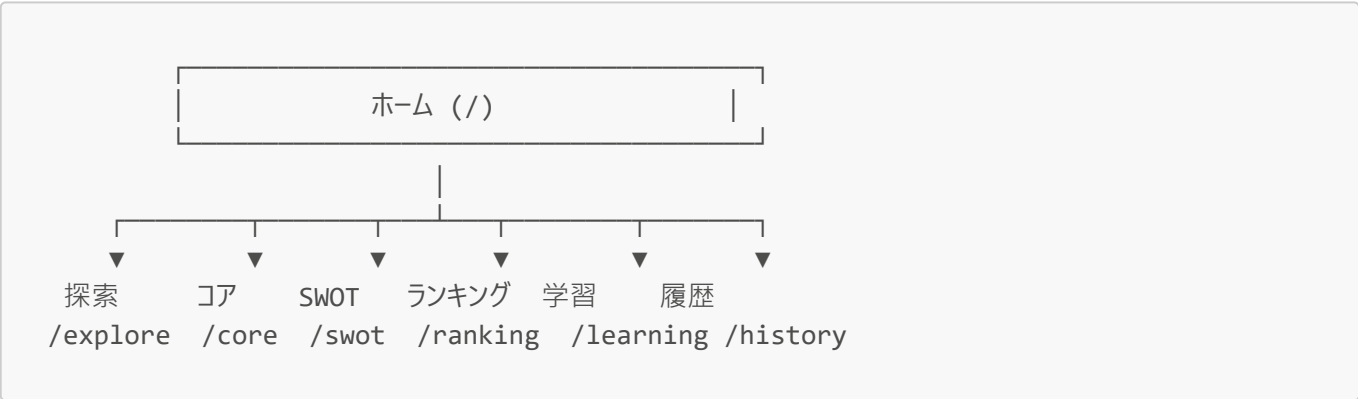 ホーム (/)
探索 コア SWOT ランキング 学習 履歴
/explore /core /swot /ranking /learning /history